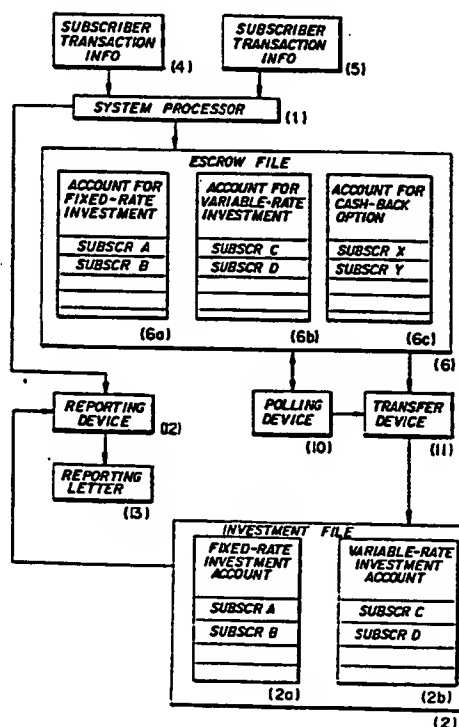 SUBSCRIBER
TRANSACTION
INFO
(4)
SUBSCRIBER
TRANSACTION
INFO
(5)
SYSTEM PROCESSOR
(1)
ESCROW FILE
ACCOUNT FOR
FIXED-RATE
INVESTMENT
SUBSCR A
SUBSCR B
(6a)
ACCOUNT FOR
VARIABLE-RATE
INVESTMENT
SUBSCR C
SUBSCR D
(6b)
ACCOUNT FOR
CASH-BACK
OPTION
SUBSCR X
SUBSCR Y
(6c)
(6)
REPORTING
DEVICE
(12)
POLLING
DEVICE
(10)
TRANSFER
DEVICE
(11)
REPORTING
LETTER
(13)
INVESTMENT FILE
FIXED-RATE
INVESTMENT
ACCOUNT
SUBSCR A
SUBSCR B
(2a)
VARIABLE-RATE
INVESTMENT
ACCOUNT
SUBSCR C
SUBSCR D
(2b)
(2)